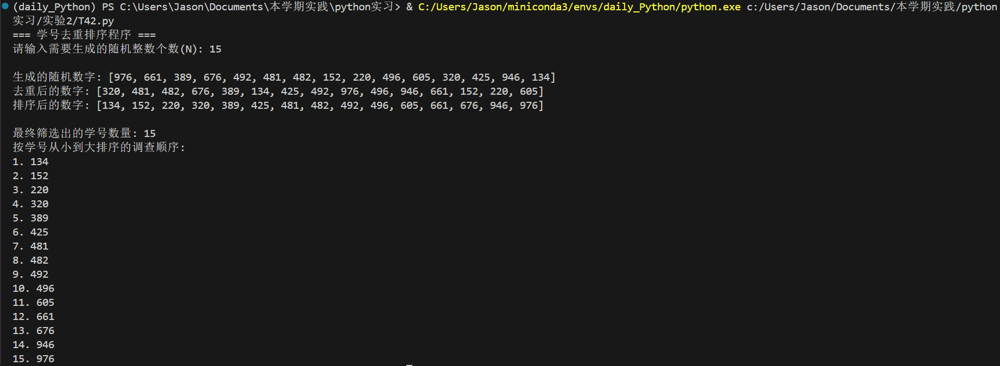 (daily_Python) PS C:\Users\Jason\Documents\本学期实践\python实习> & C:/Users/Jason/miniconda3/envs/daily_Python/python.exe c:/Users/Jason/Documents/本学期实践/python
实习/实验2/T42.py
=== 学号去重排序程序 ===
请输入需要生成的随机整数个数(N): 15
生成的随机数字: [976, 661, 389, 676, 492, 481, 482, 152, 220, 496, 605, 320, 425, 946, 134]
去重后的数字: [320, 481, 482, 676, 389, 134, 425, 492, 976, 496, 946, 661, 152, 220, 605]
排序后的数字: [134, 152, 220, 320, 389, 425, 481, 482, 492, 496, 605, 661, 676, 946, 976]
最终筛选出的学号数量: 15
按学号从小到大排序的调查顺序:
1. 134
2. 152
3. 220
4. 320
5. 389
6. 425
7. 481
8. 482
9. 492
10. 496
11. 605
12. 661
13. 676
14. 946
15. 976